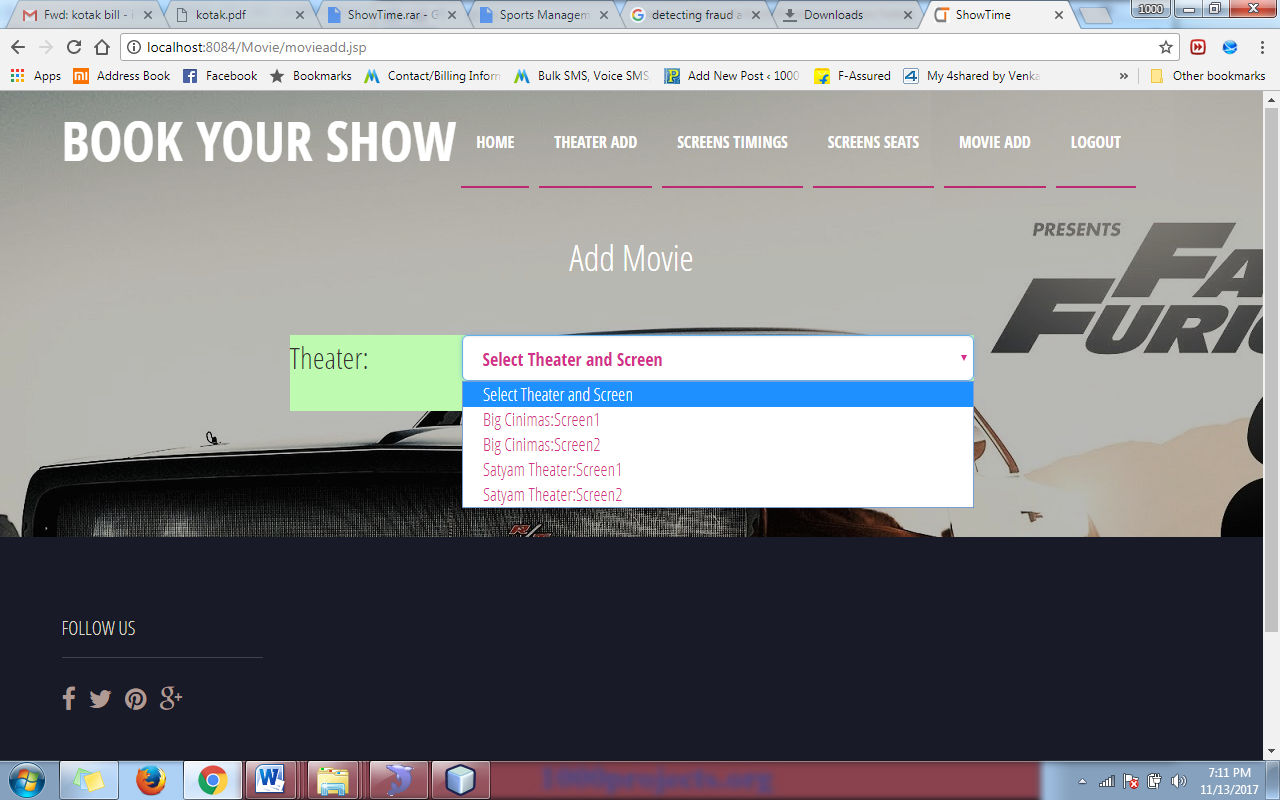 Fwd: kotak bill - i
kotak.pdf
ShowTime.rar - G
Sports Managem
detecting fraud a
Downloads
ShowTime
1000
localhost:8084/Movie/movieadd.jsp
Apps
Address Book
Facebook
Bookmarks
Contact/Billing Inform
Bulk SMS, Voice SMS
Add New Post ‹ 1000
F-Assured
My 4shared by Venka
»
Other bookmarks
BOOK YOUR SHOW
HOME
THEATER ADD
SCREENS TIMINGS
SCREENS SEATS
MOVIE ADD
LOGOUT
PRESENTS
FA
FURIO
Add Movie
Theater:
Select Theater and Screen
Select Theater and Screen
Big Cinimas:Screen1
Big Cinimas:Screen2
Satyam Theater:Screen1
Satyam Theater:Screen2
FOLLOW US
1000projects.org
7:11 PM
11/13/2017